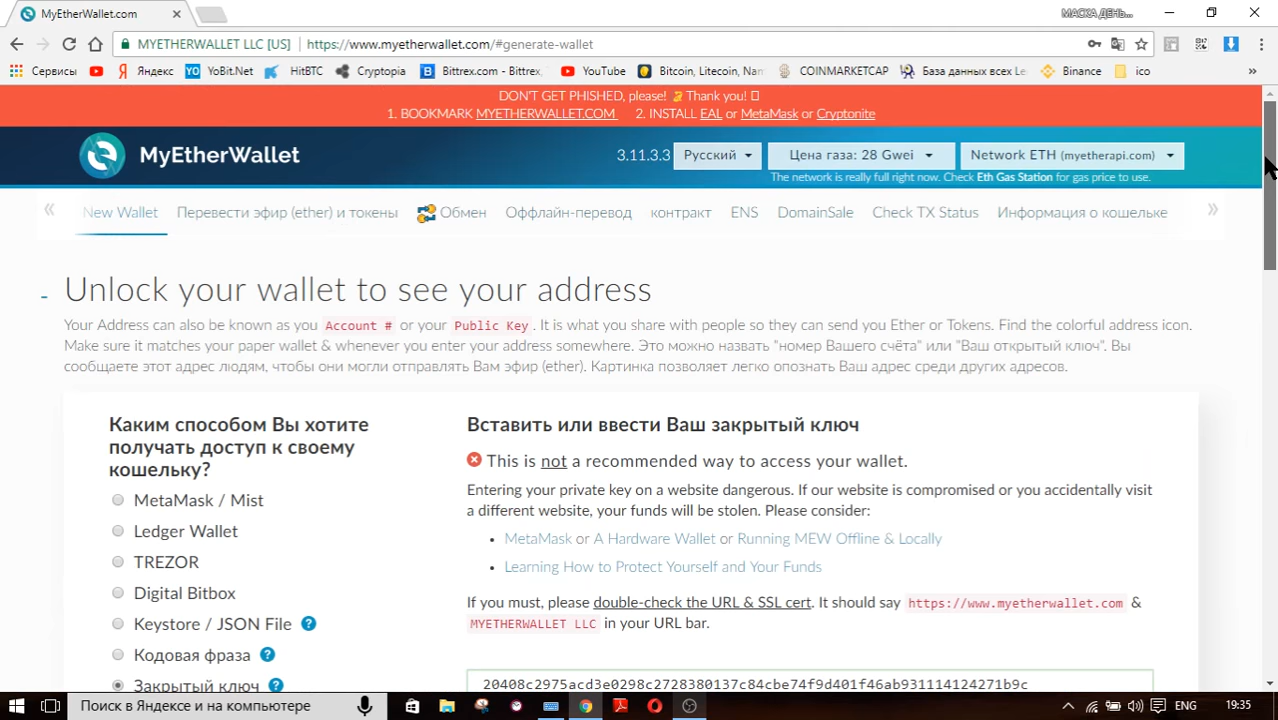 MyEtherWallet.com
МАСКА ДЕНЬ...
MYETHERWALLET LLC [US]
https://www.myetherwallet.com/#generate-wallet
Сервисы
Яндекс
YoBit.Net
HitBTC
Cryptopia
Bittrex.com - Bittrex,
YouTube
Bitcoin, Litecoin, Nam
COINMARKETCAP
База данных всех Le
Binance
ico
DON'T GET PHISHED, please! Thank you!
1. BOOKMARK MYETHERWALLET.COM 2. INSTALL EAL or MetaMask or Cryptonite
MyEtherWallet
3.11.3.3
Русский
Цена газа: 28 Gwei
Network ETH (myetherapi.com)
The network is really full right now. Check Eth Gas Station for gas price to use.
« New Wallet
Перевести эфир (ether) и токены
Обмен
Оффлайн-перевод
контракт
ENS
DomainSale
Check TX Status
Информация о кошельке »
- Unlock your wallet to see your address
Your Address can also be known as you Account # or your Public Key . It is what you share with people so they can send you Ether or Tokens. Find the colorful address icon.
Make sure it matches your paper wallet & whenever you enter your address somewhere. Это можно назвать "номер Вашего счёта" или "Ваш открытый ключ". Вы
сообщаете этот адрес людям, чтобы они могли отправлять Вам эфир (ether). Картинка позволяет легко опознать Ваш адрес среди других адресов.
Каким способом Вы хотите
получать доступ к своему
кошельку?
MetaMask / Mist
Ledger Wallet
TREZOR
Digital Bitbox
Keystore / JSON File ?
Кодовая фраза ?
Закрытый ключ ?
Вставить или ввести Ваш закрытый ключ
This is not a recommended way to access your wallet.
Entering your private key on a website dangerous. If our website is compromised or you accidentally visit
a different website, your funds will be stolen. Please consider:
• MetaMask or A Hardware Wallet or Running MEW Offline & Locally
• Learning How to Protect Yourself and Your Funds
If you must, please double-check the URL & SSL cert. It should say https://www.myetherwallet.com &
MYETHERWALLET LLC in your URL bar.
20408c2975acd3e0298c2728380137c84cbe74f9d401f46ab931114124271b9c
Поиск в Яндексе и на компьютере
ENG
19:35